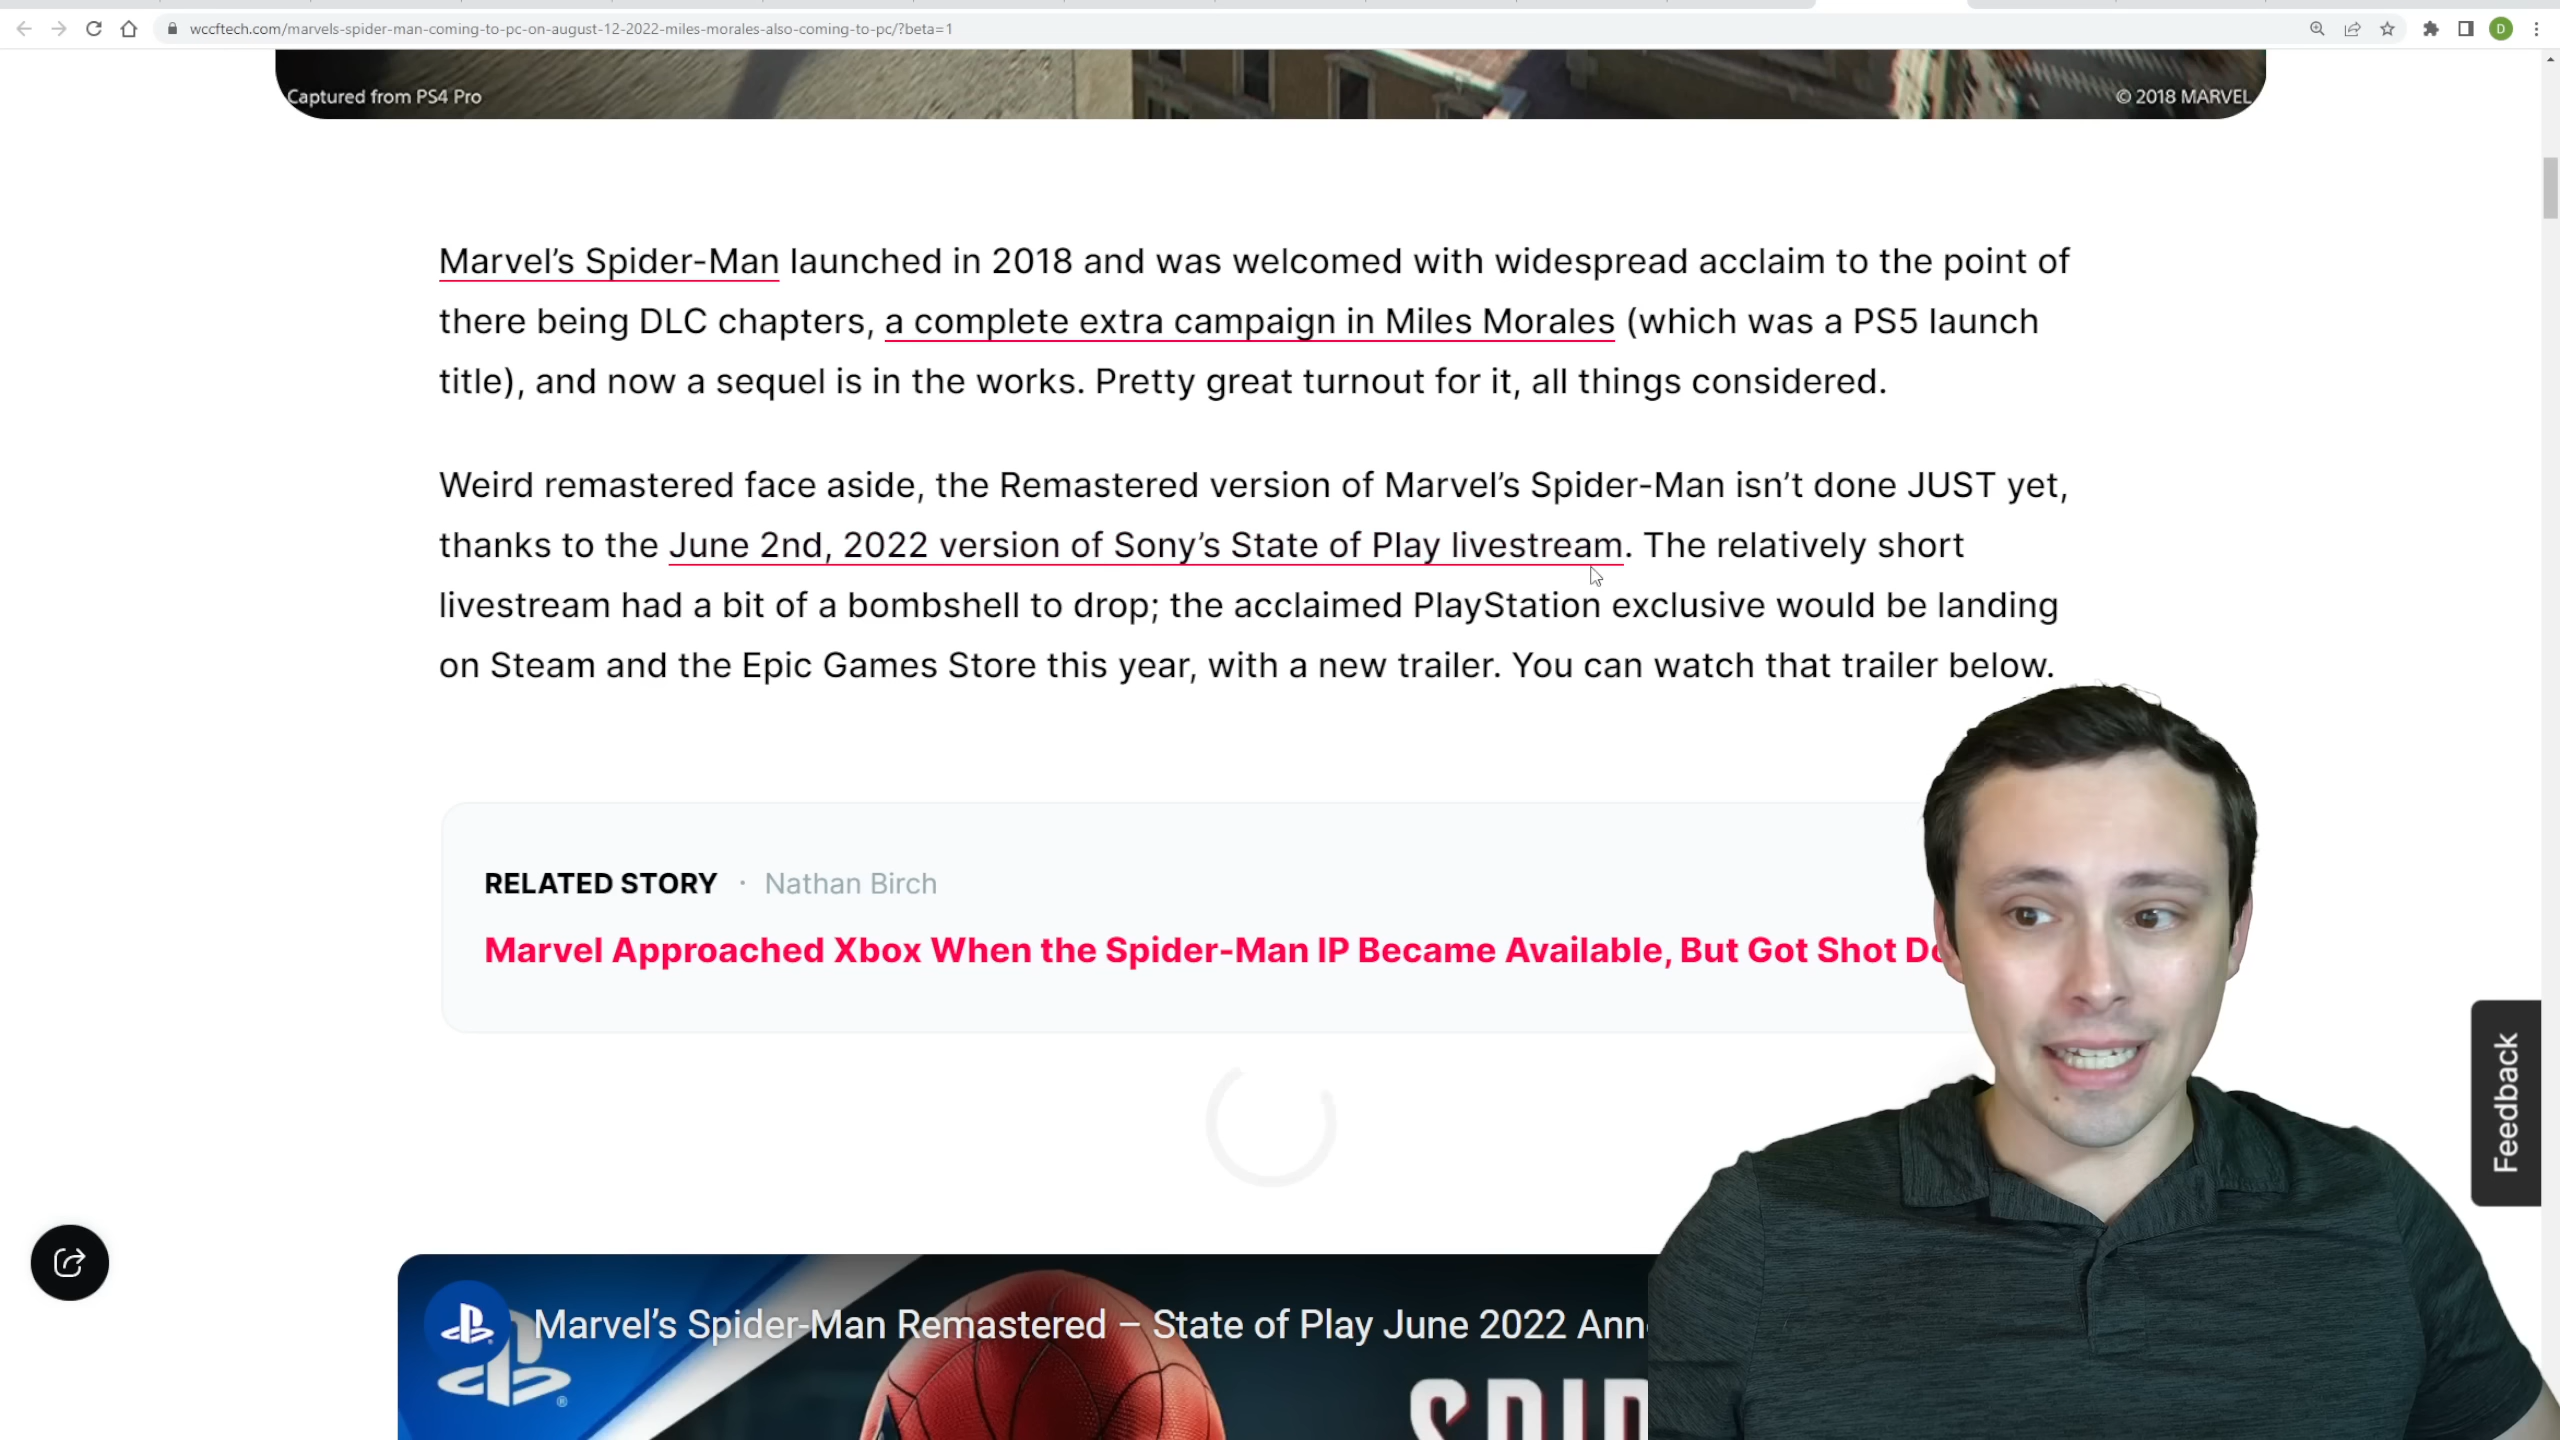 wccftech.com/marvels-spider-man-coming-to-pc-on-august-12-2022-miles-morales-also-coming-to-pc/?beta=1
D
Captured from PS4 Pro
© 2018 MARVEL
Marvel’s Spider-Man launched in 2018 and was welcomed with widespread acclaim to the point of
there being DLC chapters, a complete extra campaign in Miles Morales (which was a PS5 launch
title), and now a sequel is in the works. Pretty great turnout for it, all things considered.
Weird remastered face aside, the Remastered version of Marvel’s Spider-Man isn’t done JUST yet,
thanks to the June 2nd, 2022 version of Sony’s State of Play livestream. The relatively short
livestream had a bit of a bombshell to drop; the acclaimed PlayStation exclusive would be landing
on Steam and the Epic Games Store this year, with a new trailer. You can watch that trailer below.
RELATED STORY · Nathan Birch
Marvel Approached Xbox When the Spider-Man IP Became Available, But Got Shot
Feedback
Marvel’s Spider-Man Remastered – State of Play June 2022